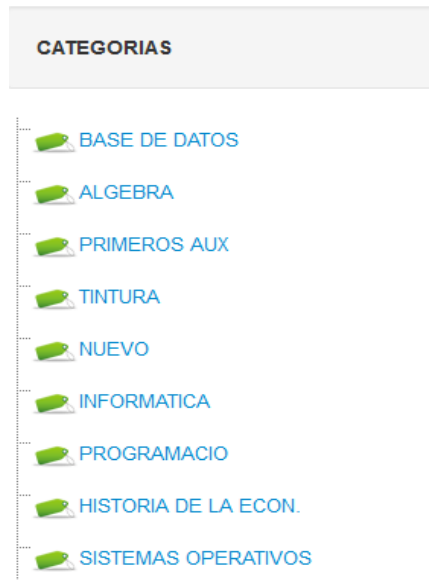 CATEGORIAS
BASE DE DATOS
ALGEBRA
PRIMEROS AUX
TINTURA
NUEVO
INFORMATICA
PROGRAMACIO
HISTORIA DE LA ECON.
SISTEMAS OPERATIVOS